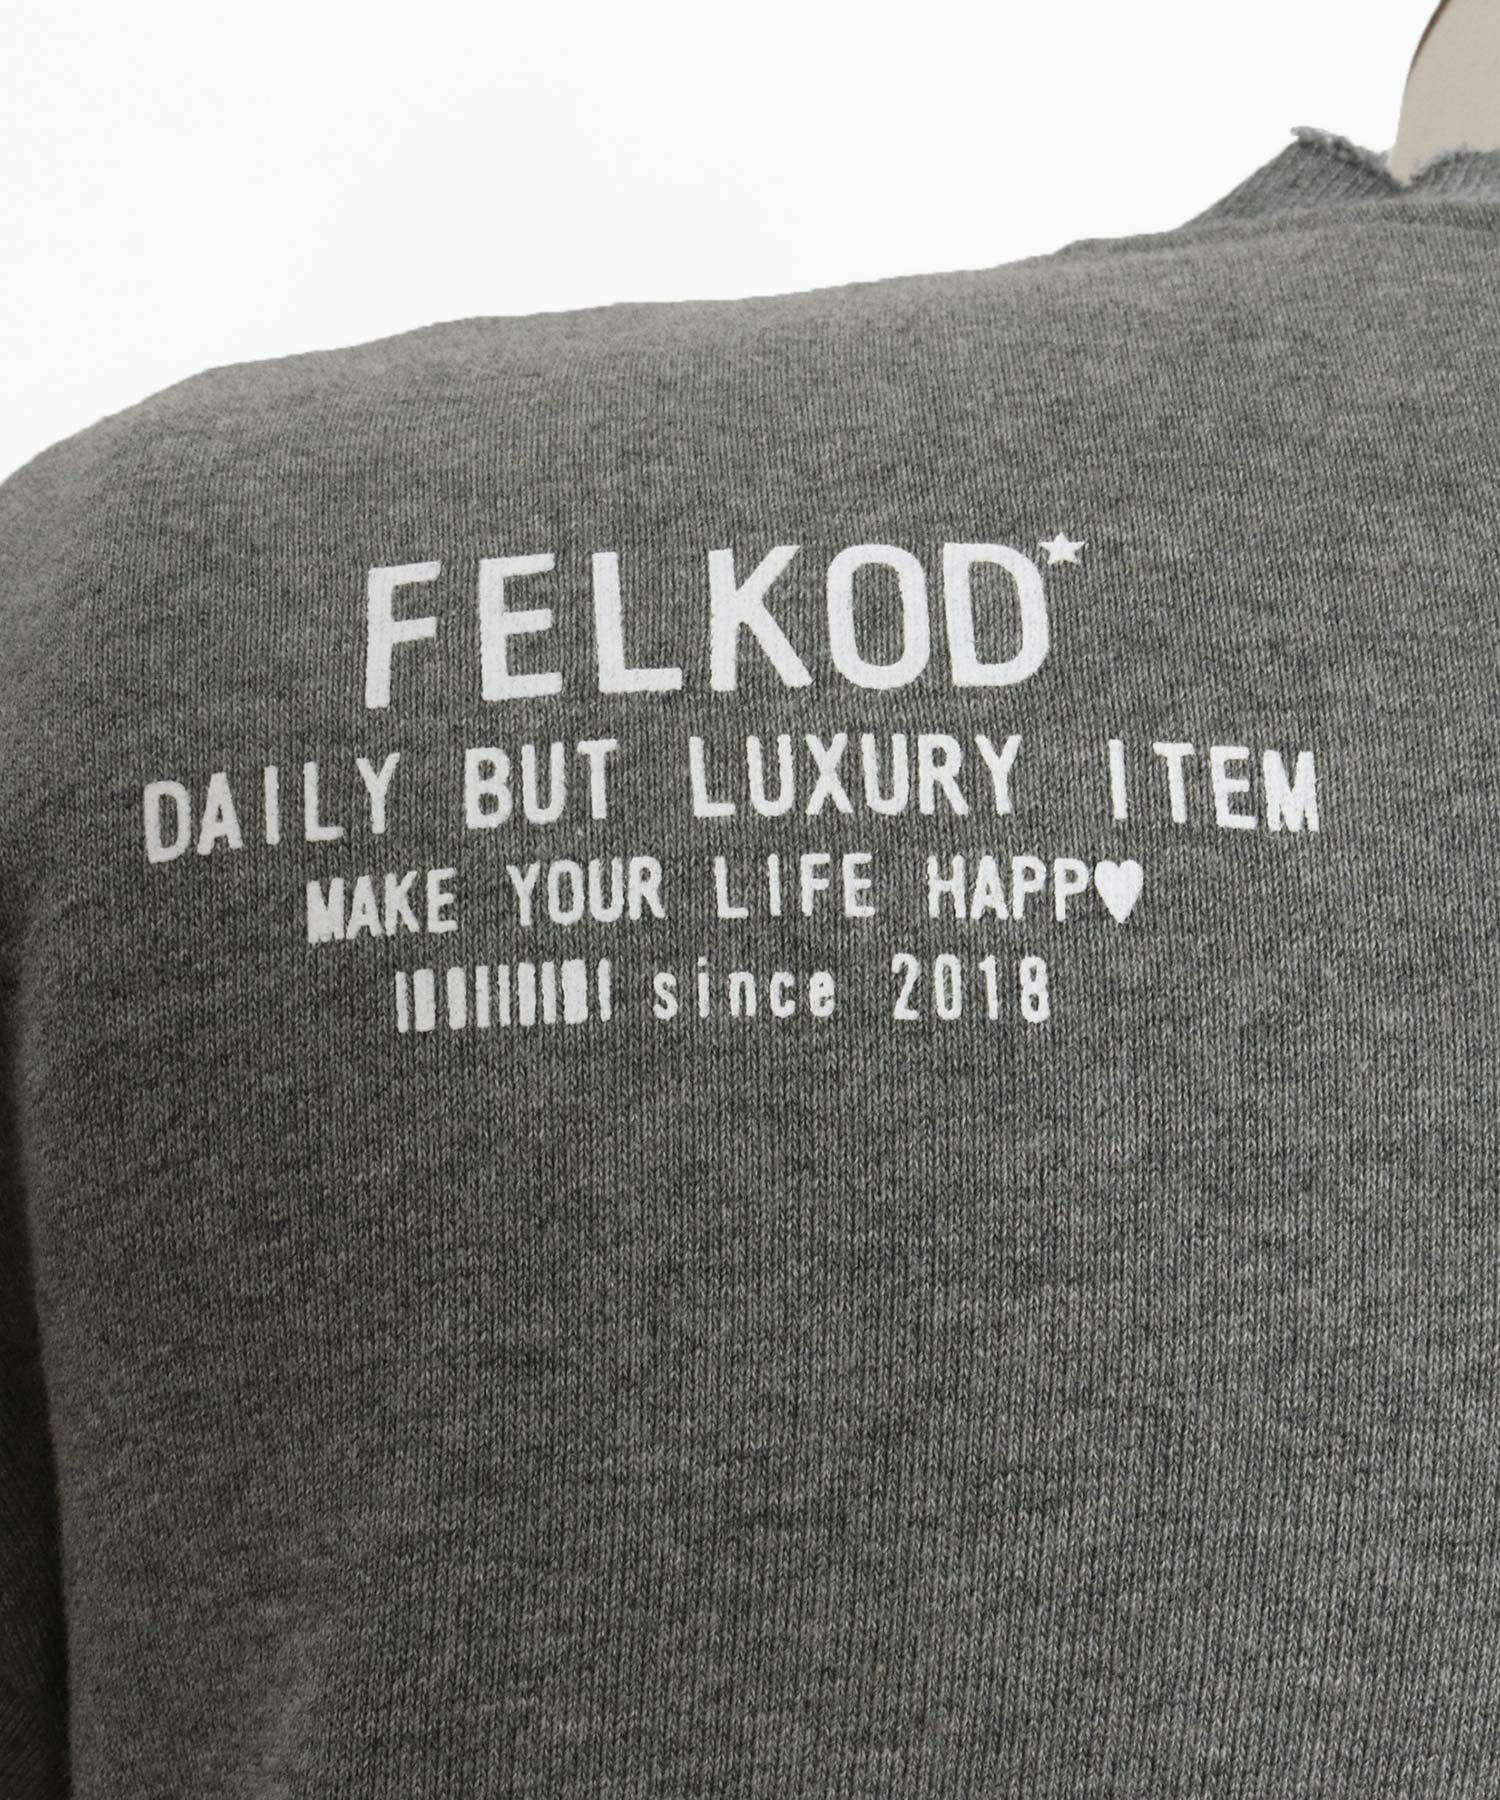 FELKOD★
DAILY BUT LUXURY ITEM
MAKE YOUR LIFE HAPP♥
since 2018